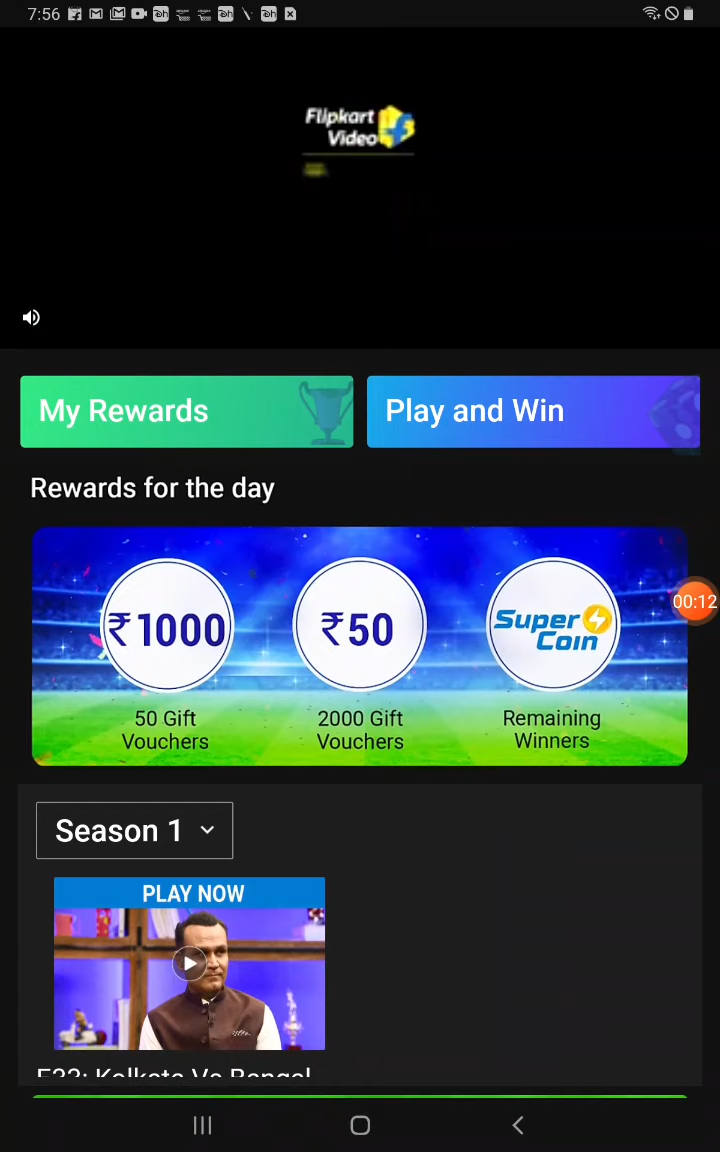 7:56
Flipkart
Video
My Rewards
Play and Win
Rewards for the day
₹1000
₹50
Super
Coin
50 Gift
Vouchers
2000 Gift
Vouchers
Remaining
Winners
00:12
Season 1
PLAY NOW